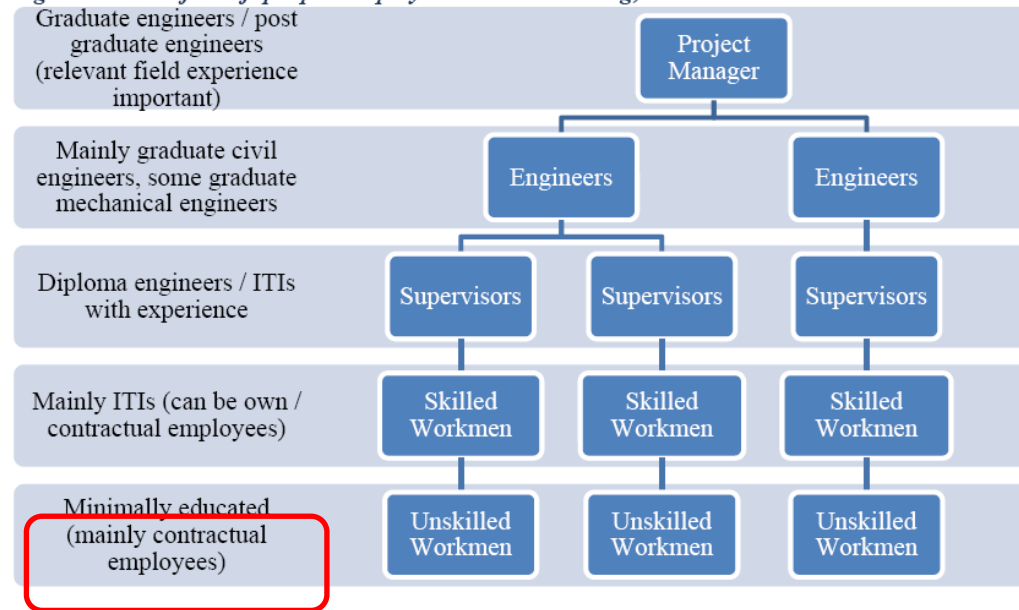 Graduate engineers / post
graduate engineers
(relevant field experience
important)
Project
Manager
Mainly graduate civil
engineers, some graduate
mechanical engineers
Engineers
Engineers
Diploma engineers / ITIs
with experience
Supervisors
Supervisors
Supervisors
Mainly ITIs (can be own /
contractual employees)
Skilled
Workmen
Skilled
Workmen
Skilled
Workmen
Minimally educated
(mainly contractual
employees)
Unskilled
Workmen
Unskilled
Workmen
Unskilled
Workmen